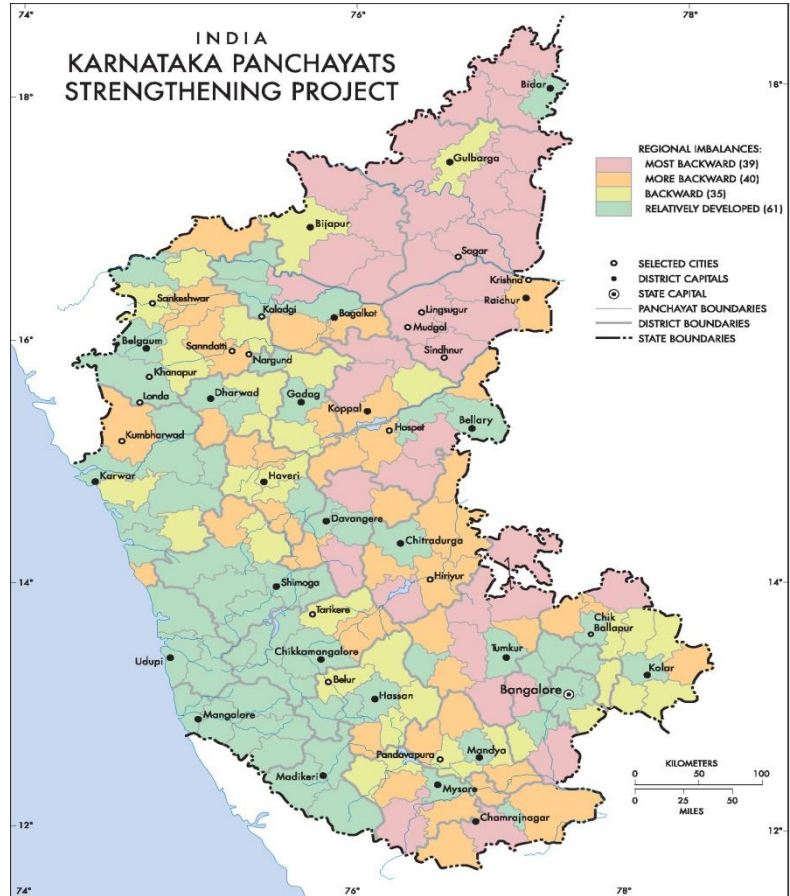 74°
76°
78°
INDIA
KARNATAKA PANCHAYATS
STRENGTHENING PROJECT
18°
18°
Bidar
Gulbarga
REGIONAL IMBALANCES:
MOST BACKWARD (39)
MORE BACKWARD (40)
BACKWARD (35)
RELATIVELY DEVELOPED (61)
Bijapur
Sagar
SELECTED CITIES
DISTRICT CAPITALS
STATE CAPITAL
PANCHAYAT BOUNDARIES
DISTRICT BOUNDARIES
STATE BOUNDARIES
Krishna
Raichur
Sankeshwar
Kaladgi
Bagalkot
Lingsugur
Mudgal
16°
16°
Belgaum
Sanndatti
Nargund
Sindhnur
Khanapur
Londa
Dharwad
Gadag
Koppal
Kumbharwad
Hospet
Bellary
Karwar
Haveri
Davangere
Chitradurga
14°
14°
Hiriyur
Shimoga
Tarikere
Chik
Ballapur
Udupi
Chikkamangalore
Tumkur
Kolar
Belur
Hassan
Bangalore
Mangalore
Pandavapura
Mandya
Madikeri
Mysore
Chamrajnagar
KILOMETERS
0
100
0
25
50
MILES
12°
12°
74°
76°
78°